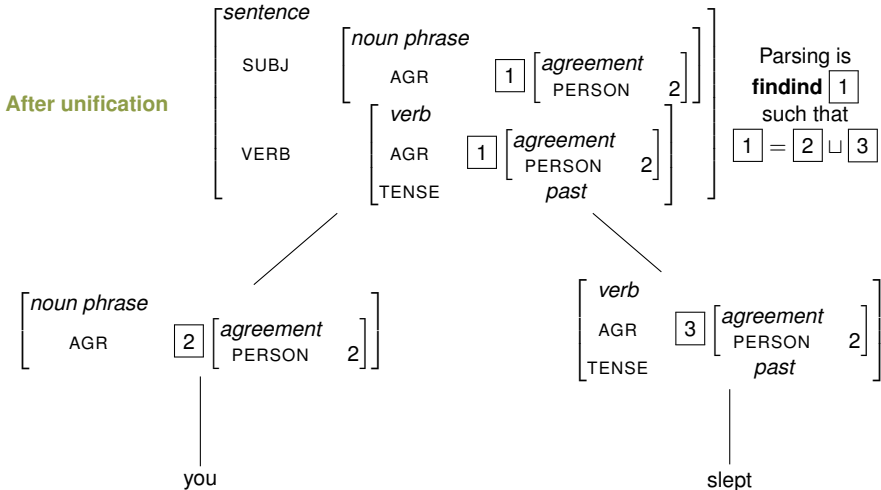 sentence
SUBJ
noun phrase
AGR 1 agreement
PERSON 2
VERB
verb
AGR 1 agreement
PERSON 2
TENSE past
After unification
Parsing is
findind 1
such that
1 = 2 ⊔ 3
noun phrase
AGR 2 agreement
PERSON 2
verb
AGR 3 agreement
PERSON 2
TENSE past
you
slept